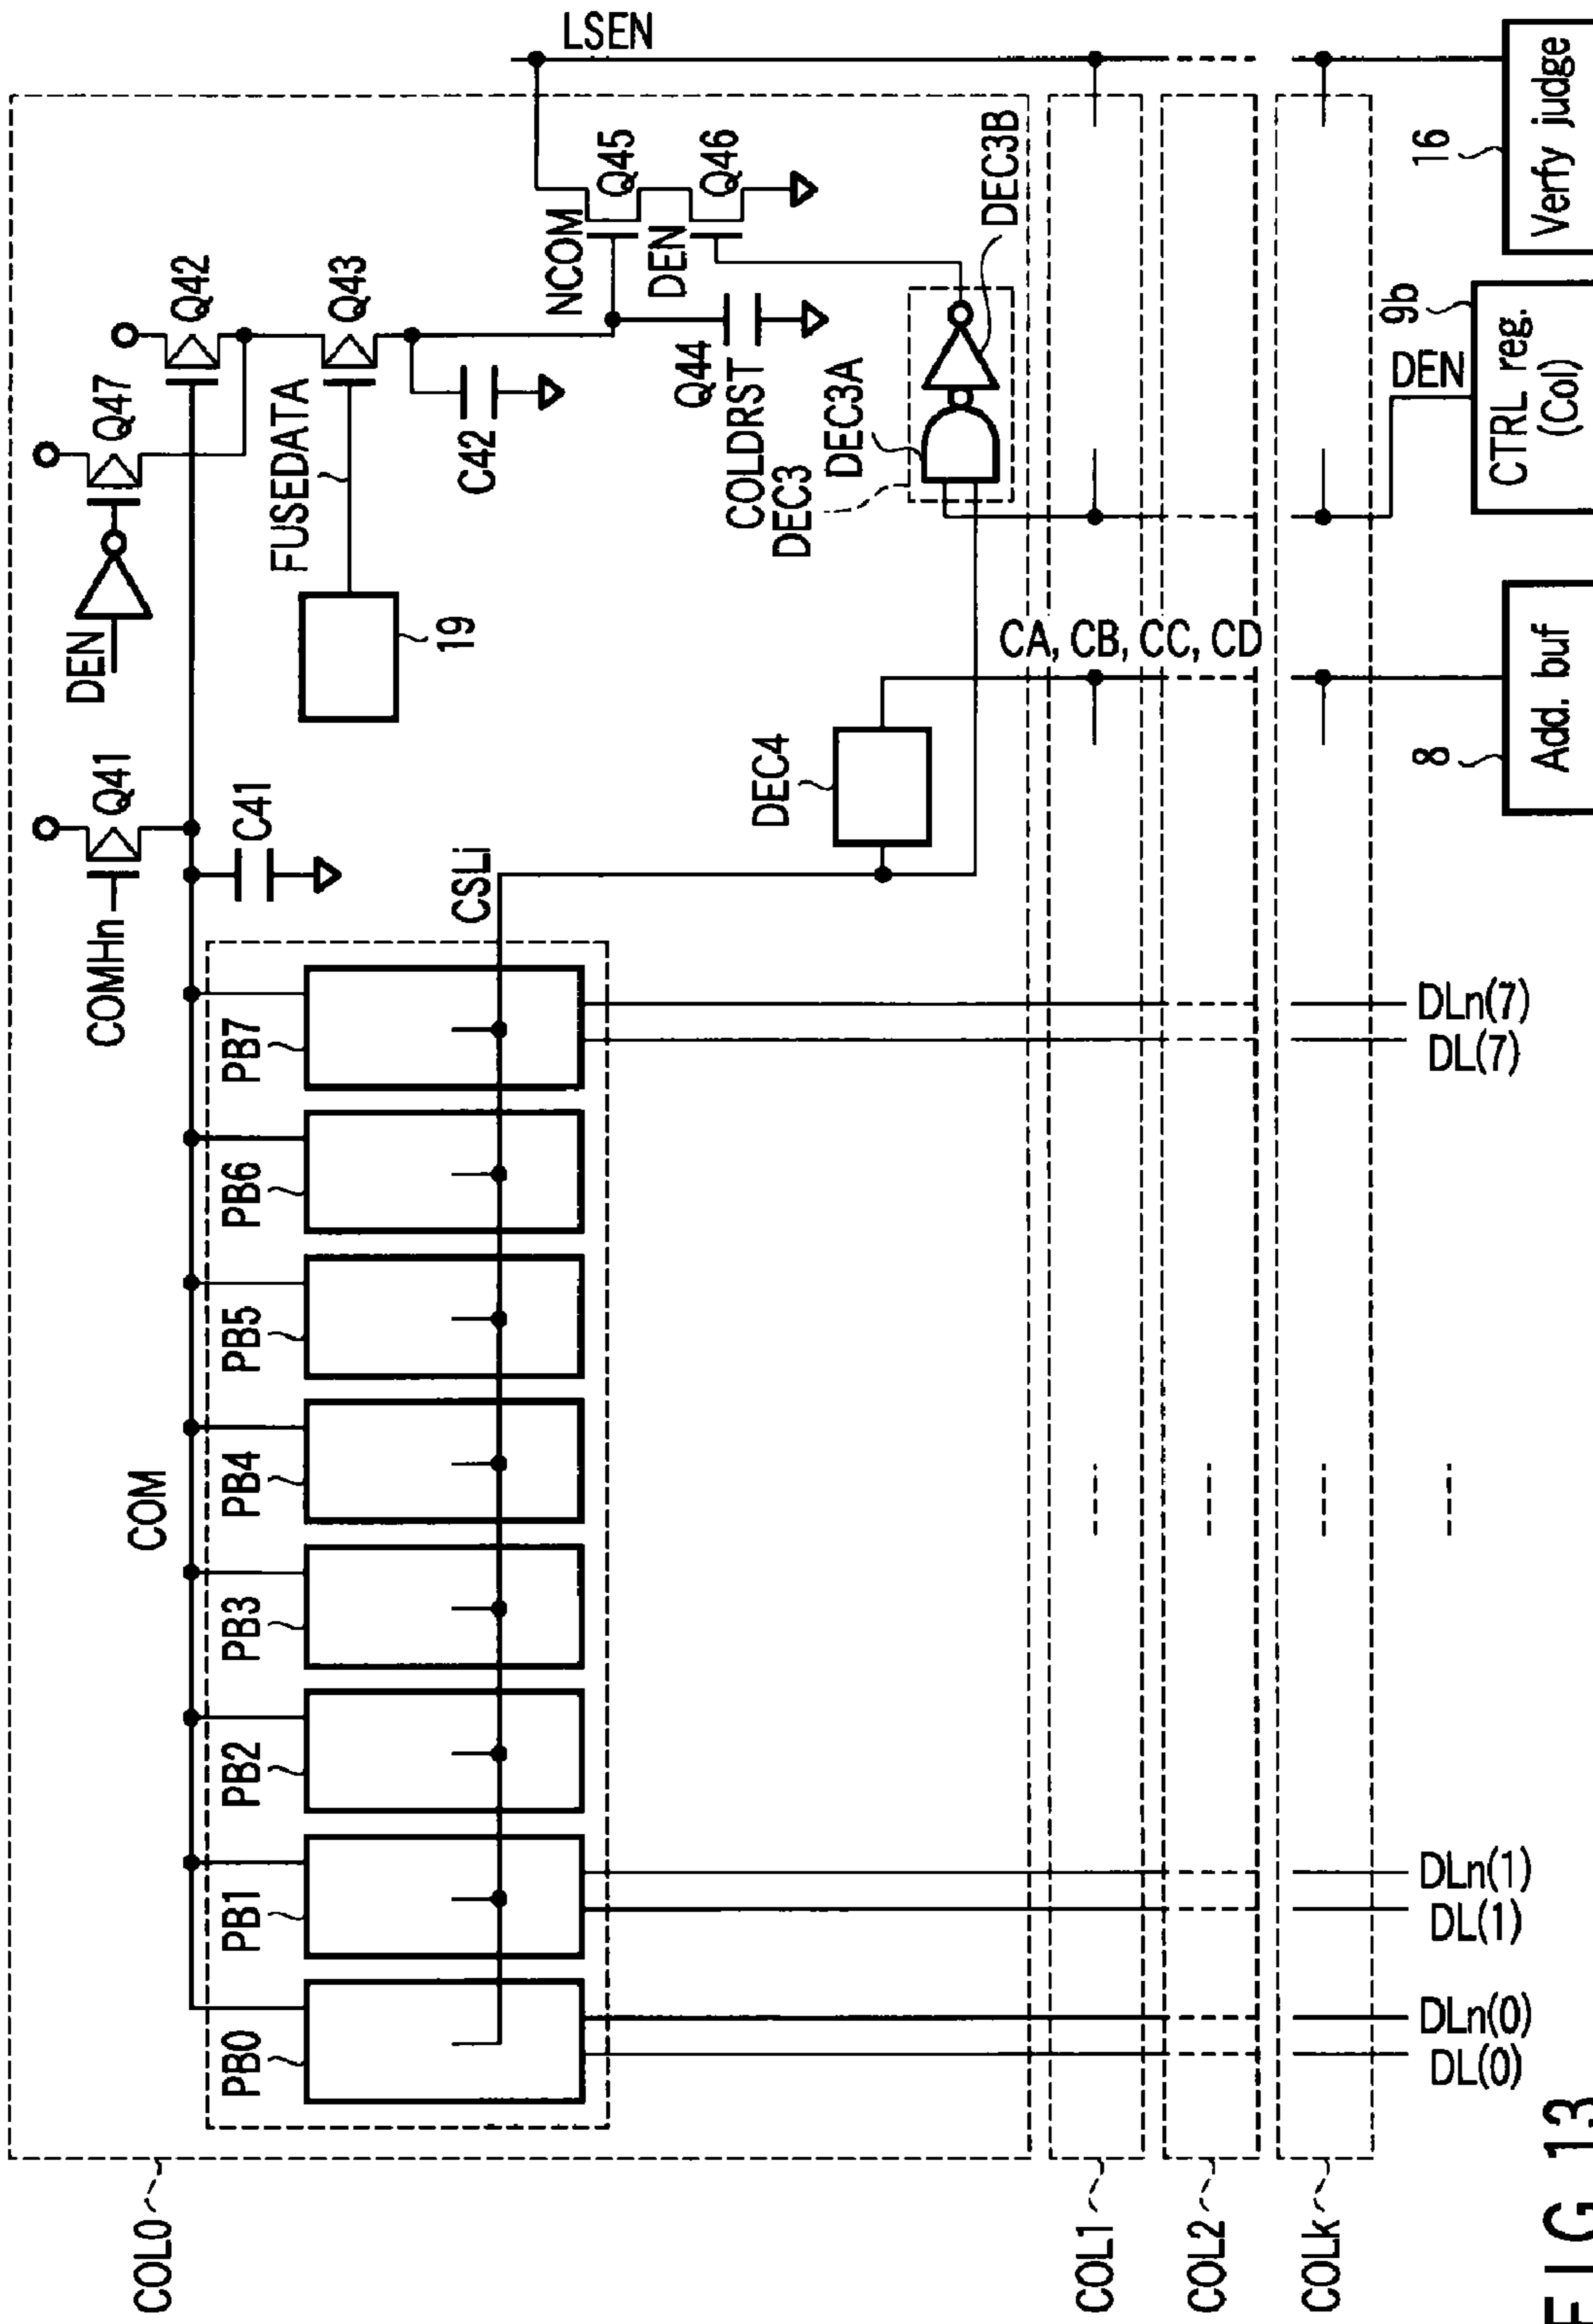 COL0
COM
COMHn
Q41
C41
DEN
Q47
Q42
Q43
FUSEDATA
19
C42
NCOM
Q45
DEN
Q46
LSEN
Q44
COLDRST
DEC3
DEC3A
DEC3B
PB0
PB1
PB2
PB3
PB4
PB5
PB6
PB7
CSLi
DEC4
CA, CB, CC, CD
COL1
COL2
COLk
DL(0)
DLn(0)
DL(1)
DLn(1)
DL(7)
DLn(7)
8
Add. buf
DEN
9b
CTRL reg.
(Col)
16
Verfy judge
FIG. 13